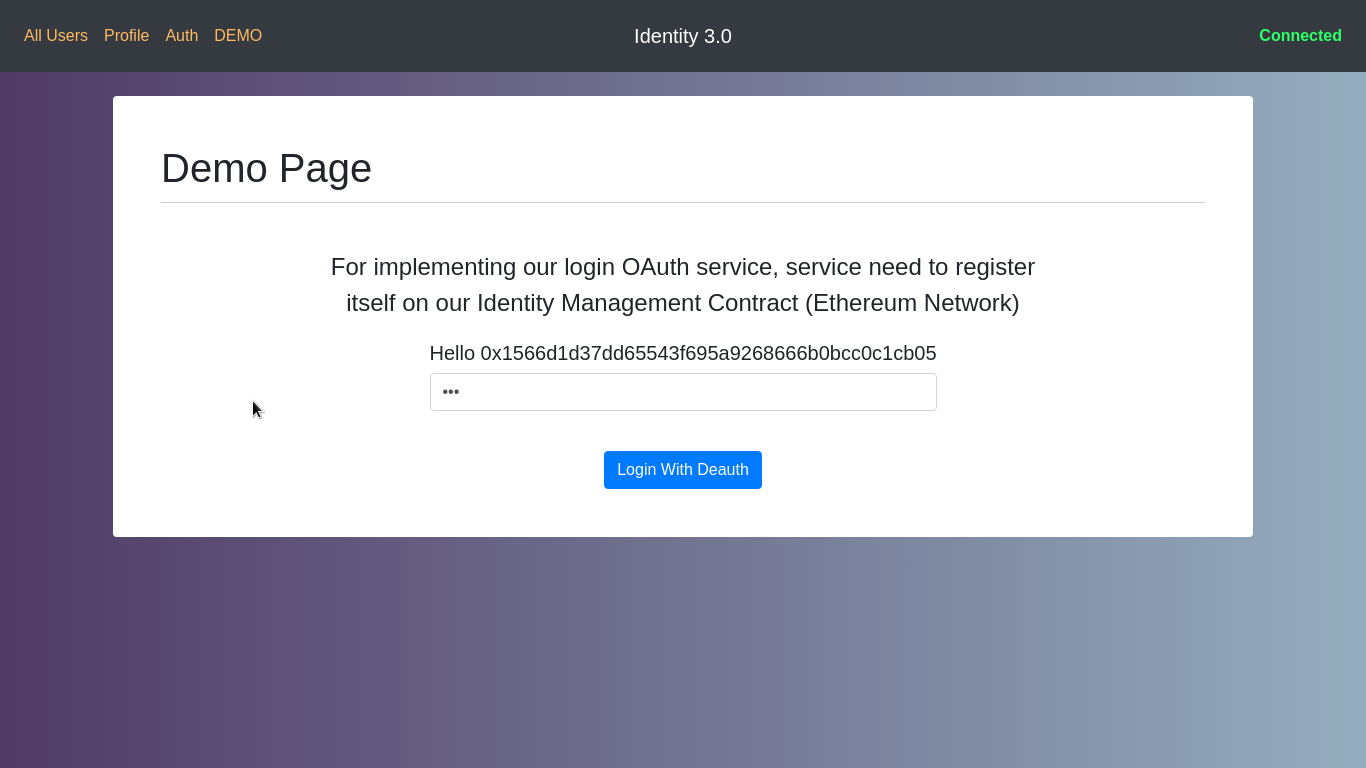 All Users Profile Auth DEMO Identity 3.0 Connected
Demo Page
For implementing our login OAuth service, service need to register
itself on our Identity Management Contract (Ethereum Network)
Hello 0x1566d1d37dd65543f695a9268666b0bcc0c1cb05
•••
Login With Deauth